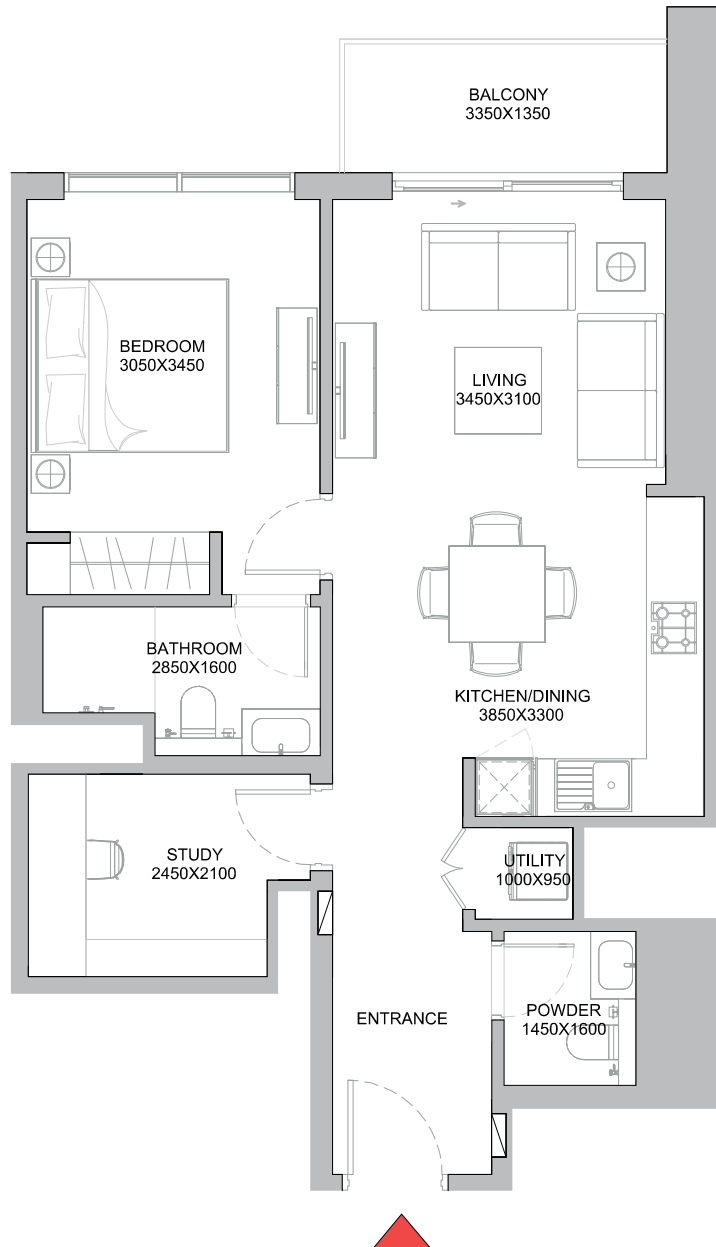 BALCONY
3350X1350
BEDROOM
3050X3450
LIVING
3450X3100
BATHROOM
2850X1600
KITCHEN/DINING
3850X3300
STUDY
2450X2100
UTILITY
1000X950
ENTRANCE
POWDER
1450X1600